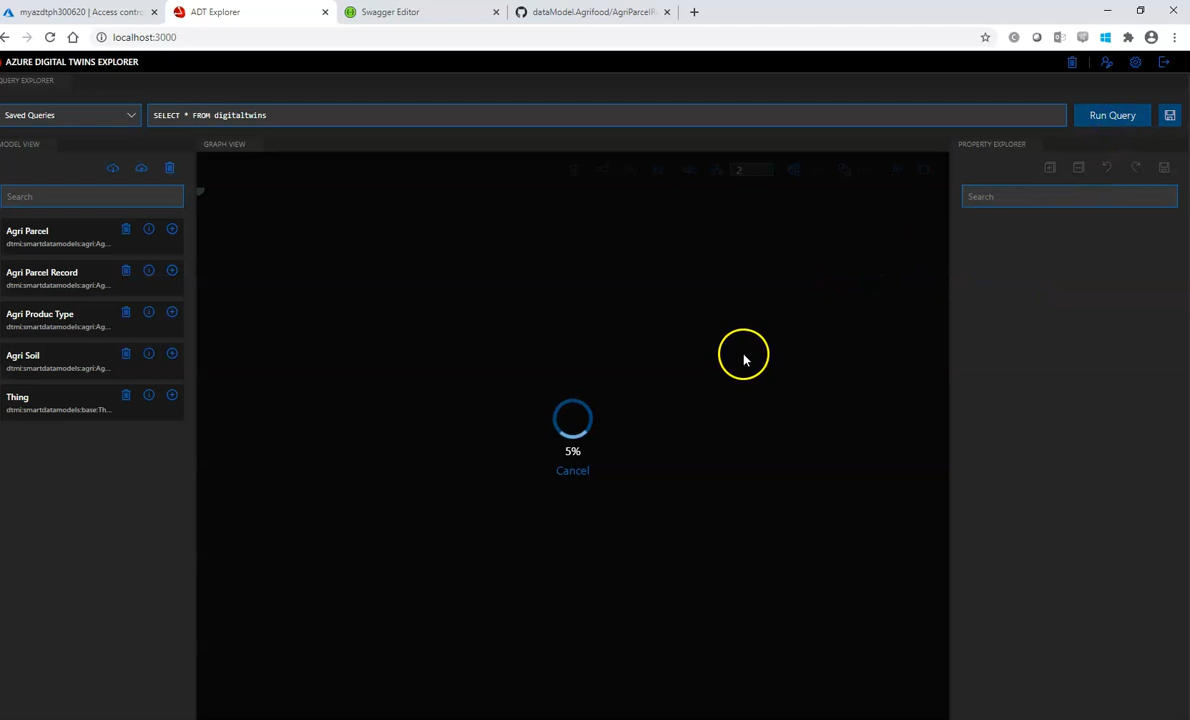 myazdtph300620 | Access contr
ADT Explorer
Swagger Editor
dataModel.Agrifood/AgriParcelR
localhost:3000
AZURE DIGITAL TWINS EXPLORER
QUERY EXPLORER
Saved Queries
SELECT * FROM digitaltwins
Run Query
MODEL VIEW
GRAPH VIEW
PROPERTY EXPLORER
2
Search
Search
Agri Parcel
dtmi:smartdatamodels:agri:Ag...
Agri Parcel Record
dtmi:smartdatamodels:agri:Ag...
Agri Produc Type
dtmi:smartdatamodels:agri:Ag...
Agri Soil
dtmi:smartdatamodels:agri:Ag...
Thing
dtmi:smartdatamodels:base:Th...
5%
Cancel